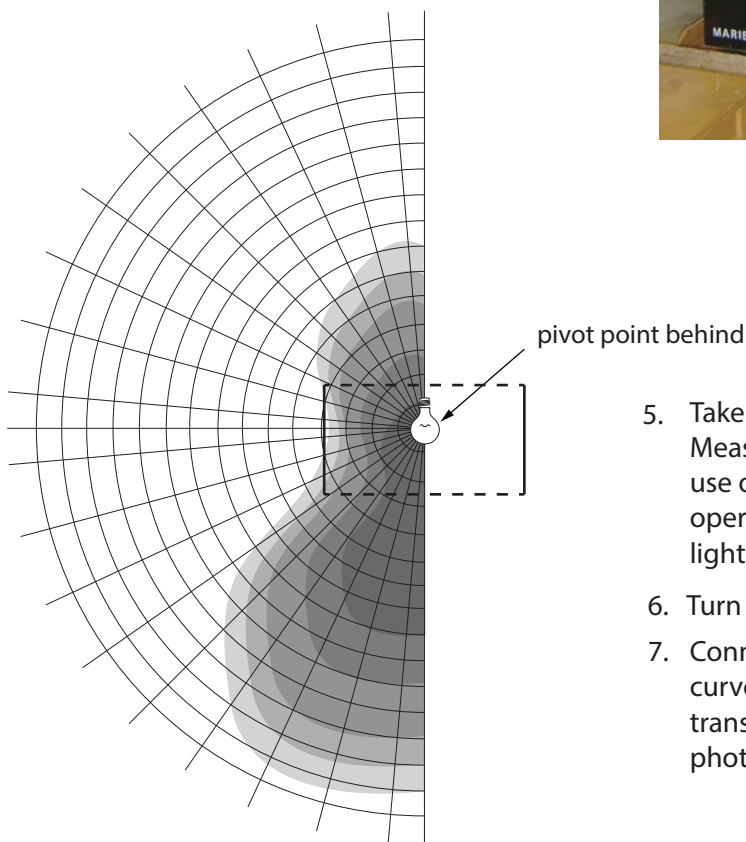 MARIE
pivot point behind
5. Take
Meas
use o
oper
light
6. Turn
7. Conn
curve
trans
phot